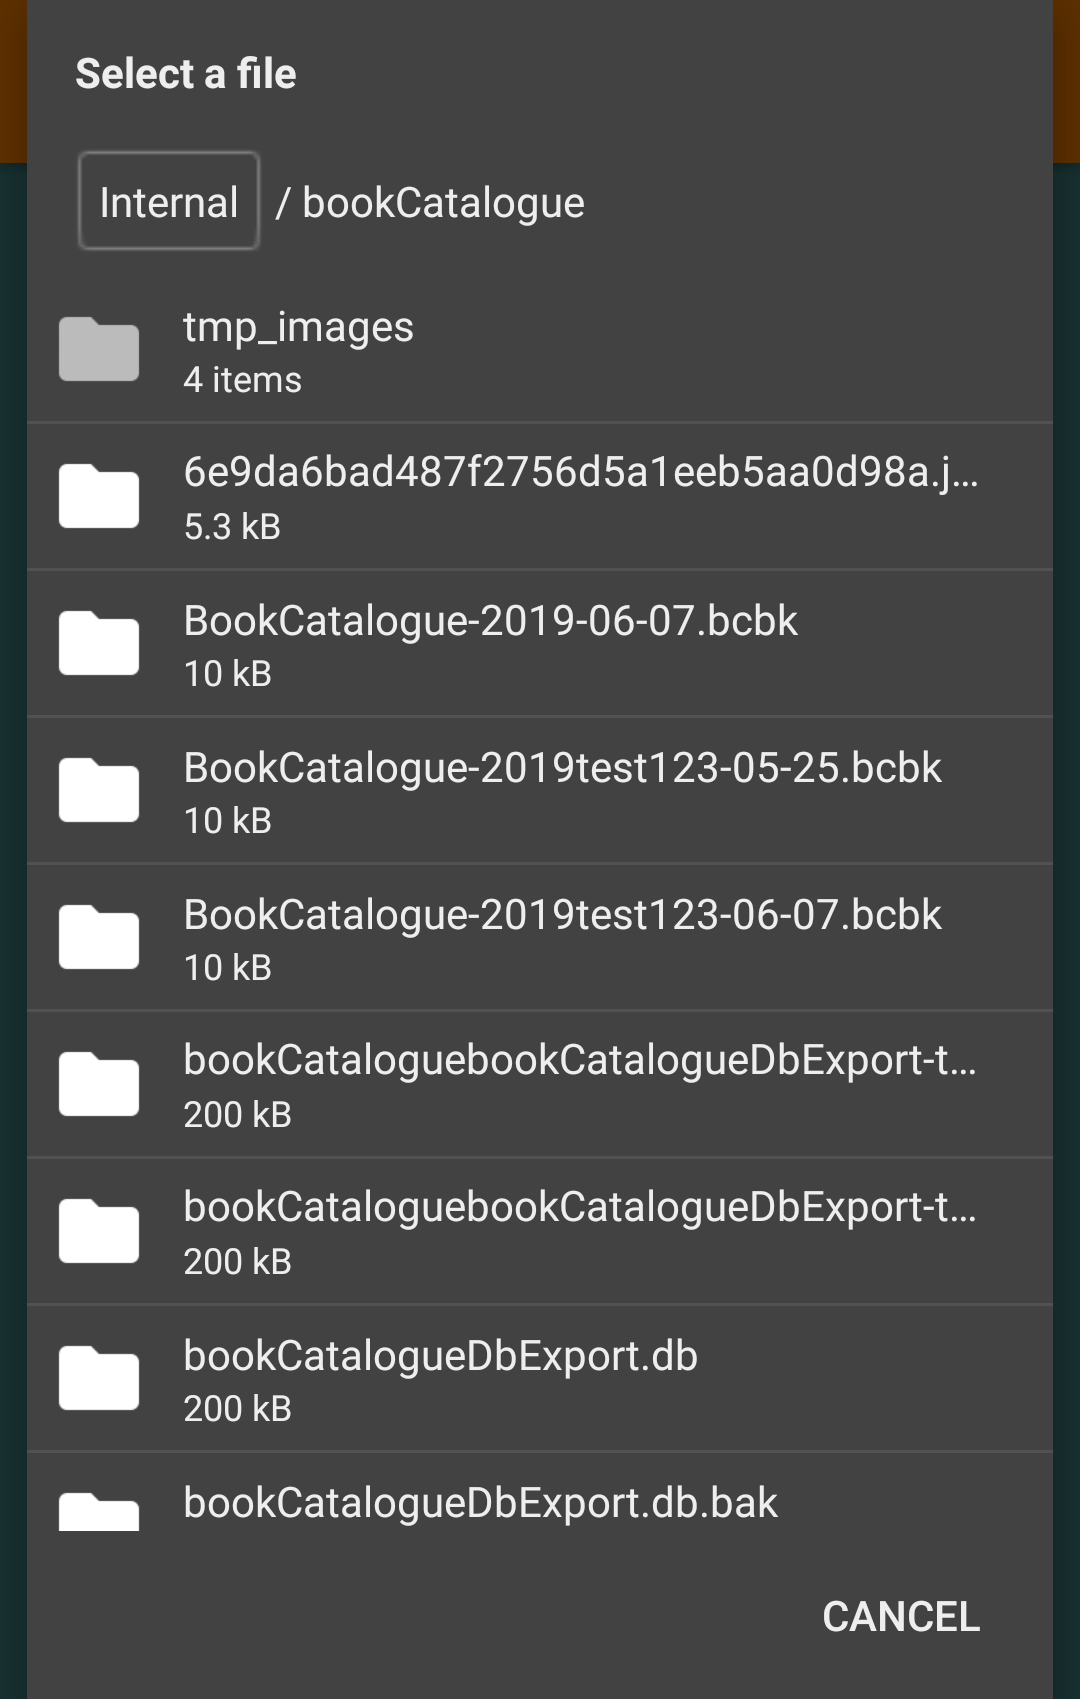 Select a file
Internal / bookCatalogue
tmp_images
4 items
6e9da6bad487f2756d5a1eeb5aa0d98a.j...
5.3 kB
BookCatalogue-2019-06-07.bcbk
10 kB
BookCatalogue-2019test123-05-25.bcbk
10 kB
BookCatalogue-2019test123-06-07.bcbk
10 kB
bookCataloguebookCatalogueDbExport-t...
200 kB
bookCataloguebookCatalogueDbExport-t...
200 kB
bookCatalogueDbExport.db
200 kB
bookCatalogueDbExport.db.bak
CANCEL